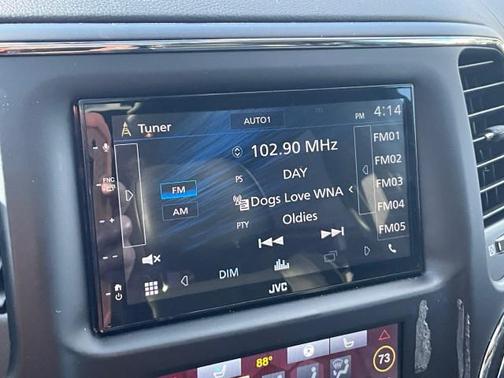 PM 4:14
Tuner AUTO1
102.90 MHz
FM01
PS DAY
FM02
FNC
FM
Dogs Love WNA
FM03
AM
PTY Oldies
FM04
FM05
DIM
JVC
88°
73